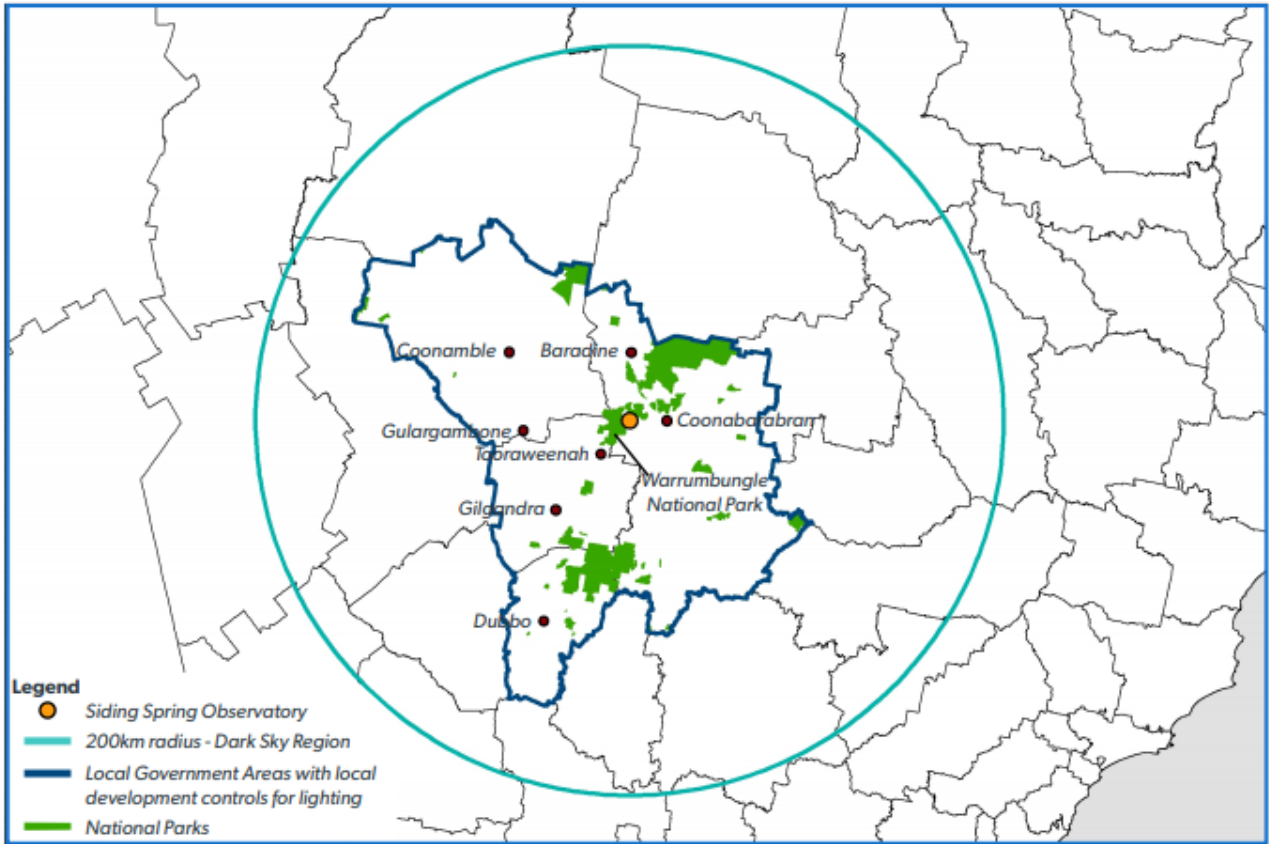 Coonamble
Baradine
Coonabarabran
Gulargambone
Tooraweenah
Warrumbungle
National Park
Gilgandra
Dubbo
Legend
Siding Spring Observatory
200km radius - Dark Sky Region
Local Government Areas with local
development controls for lighting
National Parks